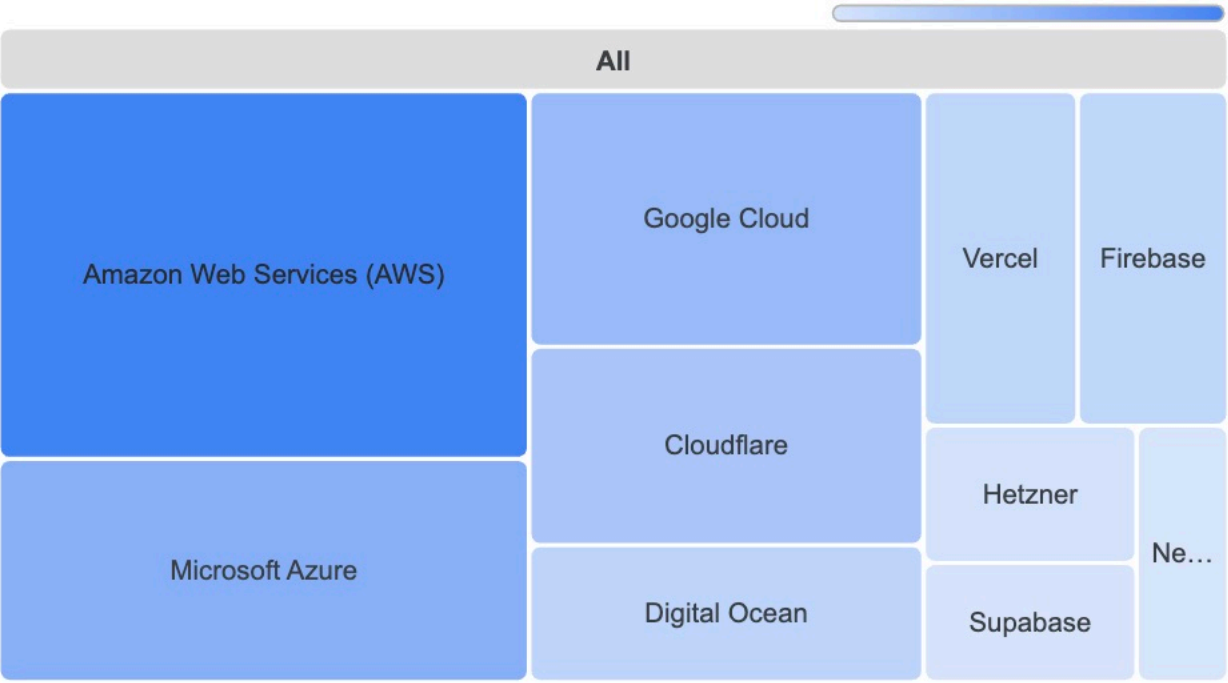 All
Amazon Web Services (AWS)
Google Cloud
Vercel
Firebase
Cloudflare
Hetzner
Ne…
Microsoft Azure
Digital Ocean
Supabase